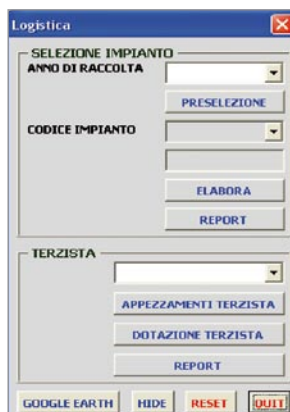 Logistica
SELEZIONE IMPIANTO
ANNO DI RACCOLTA
PRESELEZIONE
CODICE IMPIANTO
ELABORA
REPORT
TERZISTA
APPEZZAMENTI TERZISTA
DOTAZIONE TERZISTA
REPORT
GOOGLE EARTH HIDE RESET QUIT